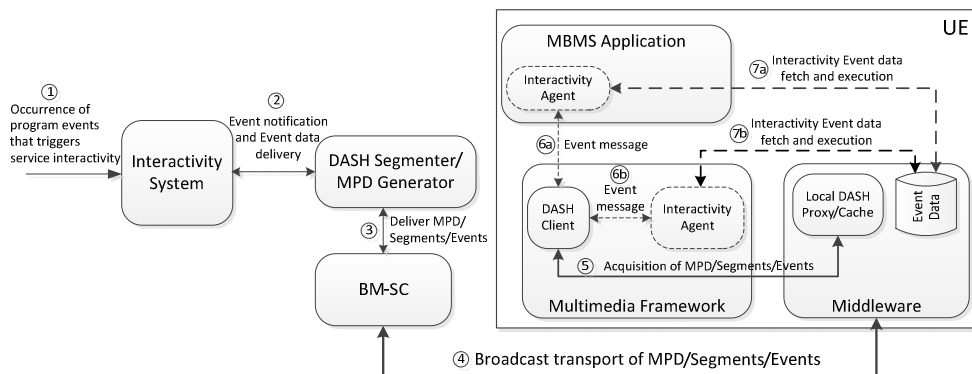 ①
Occurrence of
program events
that triggers
service interactivity
Interactivity
System
②
Event notification
and Event data
delivery
DASH Segmenter/
MPD Generator
③
Deliver MPD/
Segments/Events
BM-SC
④ Broadcast transport of MPD/Segments/Events
UE
MBMS Application
Interactivity
Agent
7a
Interactivity Event data
fetch and execution
6a
Event message
7b
Interactivity Event data
fetch and execution
DASH
Client
6b
Event
message
Interactivity
Agent
⑤ Acquisition of MPD/Segments/Events
Multimedia Framework
Local DASH
Proxy/Cache
Event
Data
Middleware